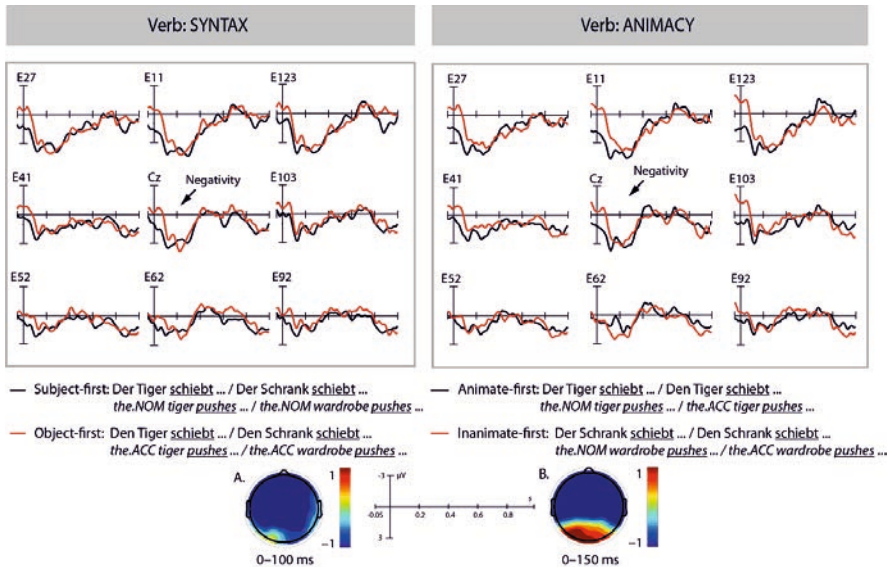 Verb: SYNTAX
Verb: ANIMACY
E27
E11
E123
E41
Cz
Negativity
E103
E52
E62
E92
E27
E11
E123
E41
Cz
Negativity
E103
E52
E62
E92
Subject-first: Der Tiger schiebt ... / Der Schrank schiebt ...
the.NOM tiger pushes ... / the.NOM wardrobe pushes ...
Object-first: Den Tiger schiebt ... / Den Schrank schiebt ...
the.ACC tiger pushes ... / the.ACC wardrobe pushes ...
Animate-first: Der Tiger schiebt ... / Den Tiger schiebt ...
the.NOM tiger pushes ... / the.ACC tiger pushes ...
Inanimate-first: Der Schrank schiebt ... / Den Schrank schiebt ...
the.NOM wardrobe pushes ... / the.ACC wardrobe pushes ...
A.
1
−1
0–100 ms
-3 μV
s
-0.05 0.2 0.4 0.6 0.8
3
B.
1
−1
0–150 ms